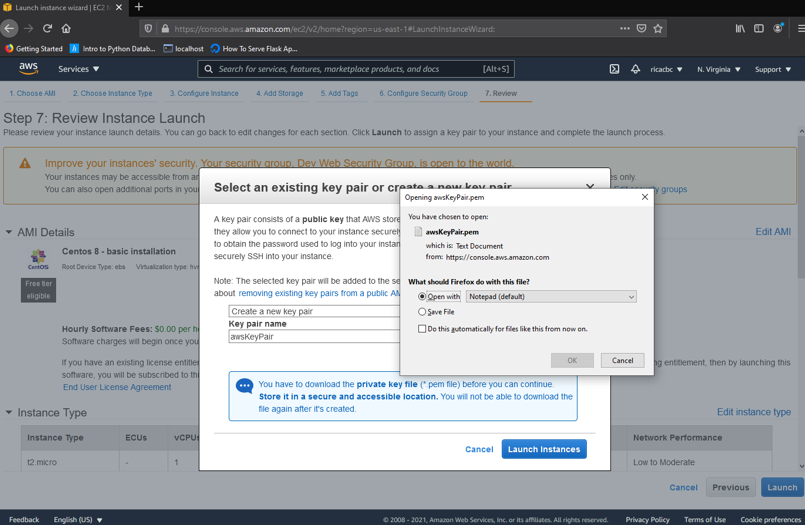 Launch instance wizard | EC2 M
https://console.aws.amazon.com/ec2/v2/home?region=us-east-1#LaunchInstanceWizard:
Getting Started
Intro to Python Datab...
localhost
How To Serve Flask Ap...
aws
Services
Search for services, features, marketplace products, and docs
[Alt+S]
ricacbc
N. Virginia
Support
1. Choose AMI
2. Choose Instance Type
3. Configure Instance
4. Add Storage
5. Add Tags
6. Configure Security Group
7. Review
Step 7: Review Instance Launch
Please review your instance launch details. You can go back to edit changes for each section. Click Launch to assign a key pair to your instance and complete the launch process.
Improve your instances' security. Your security group, Dev Web Security Group, is open to the world.
Your instances may be accessible from an
es only.
You can also open additional ports in your
security groups
Select an existing key pair or create a new key pair
A key pair consists of a public key that AWS store
they allow you to connect to your instance securely
to obtain the password used to log into your instanc
securely SSH into your instance.
Note: The selected key pair will be added to the se
about removing existing key pairs from a public AM
Create a new key pair
Key pair name
awsKeyPair
You have to download the private key file (*.pem file) before you can continue.
Store it in a secure and accessible location. You will not be able to download the
file again after it's created.
Cancel
Launch Instances
Opening awsKeyPair.pem
You have chosen to open:
awsKeyPair.pem
which is: Text Document
from: https://console.aws.amazon.com
What should Firefox do with this file?
Open with
Notepad (default)
Save File
Do this automatically for files like this from now on.
OK
Cancel
AMI Details
Edit AMI
CentOS
Centos 8 - basic installation
Root Device Type: ebs
Virtualization type: hv
Free tier
eligible
Hourly Software Fees: $0.00 per h
Software charges will begin once you
If you have an existing license entitlem
ng entitlement, then by launching this
software, you will be subscribed to th
End User License Agreement
Instance Type
Edit instance type
Instance Type
ECUs
vCPUs
Network Performance
t2.micro
-
1
Low to Moderate
Cancel
Previous
Launch
Feedback
English (US)
© 2008 - 2021, Amazon Web Services, Inc. or its affiliates. All rights reserved.
Privacy Policy
Terms of Use
Cookie preferences